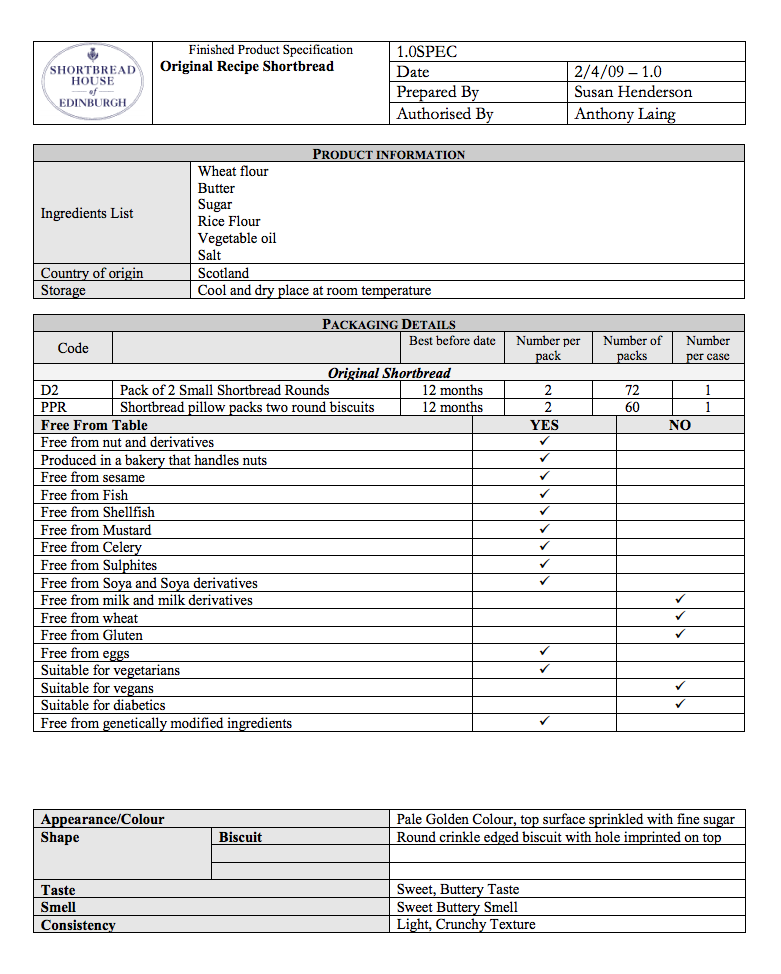 SHORTBREAD
HOUSE
of
EDINBURGH
Finished Product Specification
Original Recipe Shortbread
1.0SPEC
Date 2/4/09 – 1.0
Prepared By Susan Henderson
Authorised By Anthony Laing
PRODUCT INFORMATION
Ingredients List
Wheat flour
Butter
Sugar
Rice Flour
Vegetable oil
Salt
Country of origin Scotland
Storage Cool and dry place at room temperature
PACKAGING DETAILS
Code Best before date Number per pack Number of packs Number per case
Original Shortbread
D2 Pack of 2 Small Shortbread Rounds 12 months 2 72 1
PPR Shortbread pillow packs two round biscuits 12 months 2 60 1
Free From Table YES NO
Free from nut and derivatives ✓
Produced in a bakery that handles nuts ✓
Free from sesame ✓
Free from Fish ✓
Free from Shellfish ✓
Free from Mustard ✓
Free from Celery ✓
Free from Sulphites ✓
Free from Soya and Soya derivatives ✓
Free from milk and milk derivatives ✓
Free from wheat ✓
Free from Gluten ✓
Free from eggs ✓
Suitable for vegetarians ✓
Suitable for vegans ✓
Suitable for diabetics ✓
Free from genetically modified ingredients ✓
Appearance/Colour Pale Golden Colour, top surface sprinkled with fine sugar
Shape Biscuit Round crinkle edged biscuit with hole imprinted on top
Taste Sweet, Buttery Taste
Smell Sweet Buttery Smell
Consistency Light, Crunchy Texture